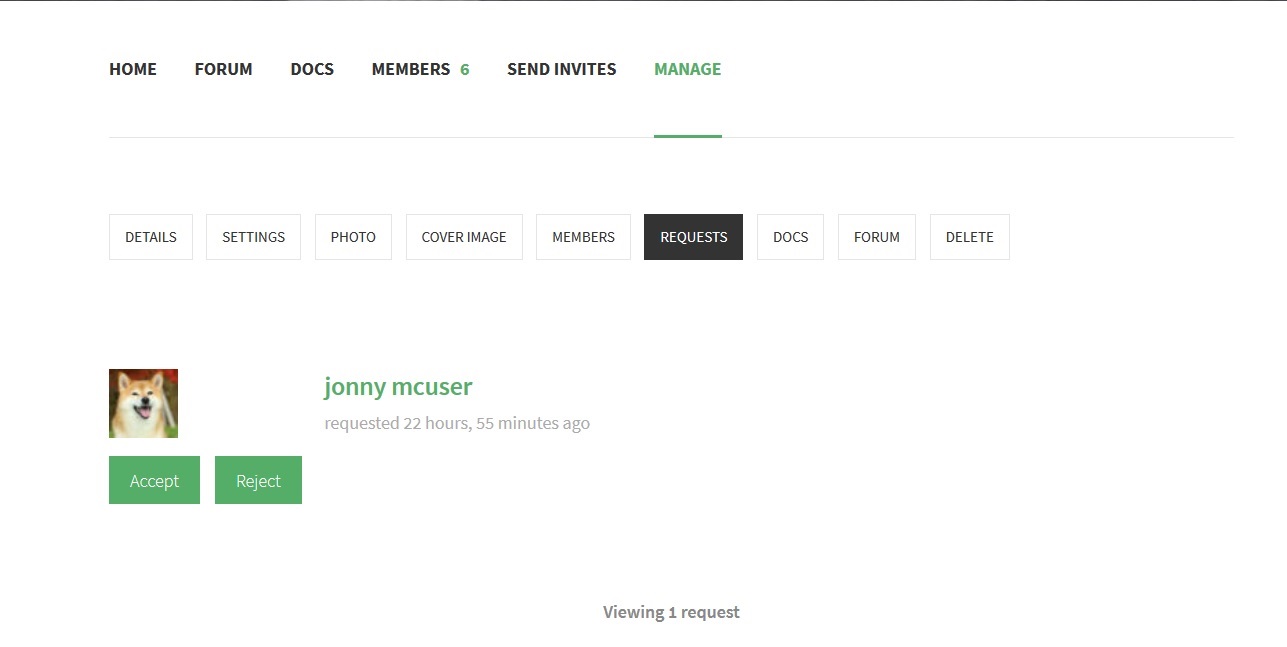 HOME FORUM DOCS MEMBERS 6 SEND INVITES MANAGE
DETAILS SETTINGS PHOTO COVER IMAGE MEMBERS REQUESTS DOCS FORUM DELETE
jonny mcuser
requested 22 hours, 55 minutes ago
Accept Reject
Viewing 1 request